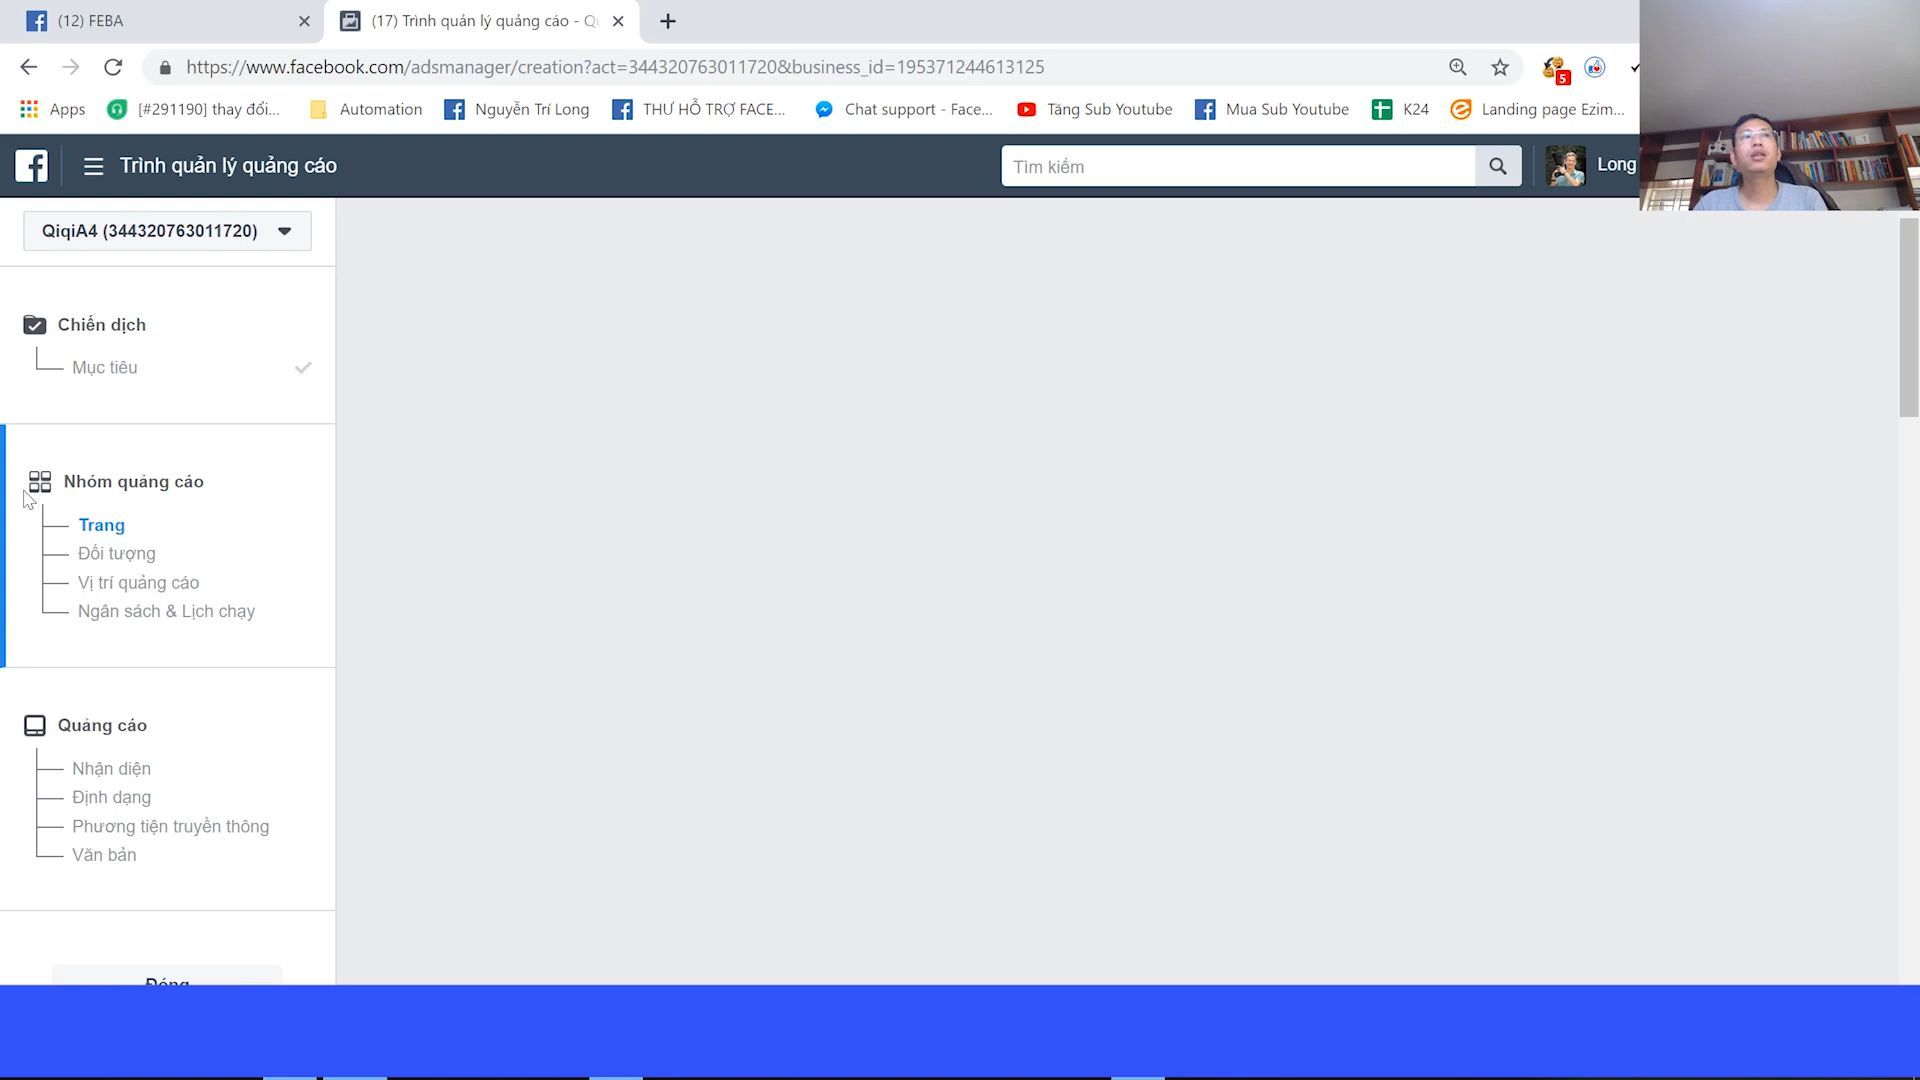 (12) FEBA
(17) Trình quản lý quảng cáo - Qu
https://www.facebook.com/adsmanager/creation?act=344320763011720&business_id=195371244613125
5
Apps
[#291190] thay đổi...
Automation
Nguyễn Trí Long
THƯ HỖ TRỢ FACE...
Chat support - Face...
Tăng Sub Youtube
Mua Sub Youtube
K24
Landing page Ezim...
Trình quản lý quảng cáo
Tìm kiếm
Long
QiqiA4 (344320763011720)
Chiến dịch
Mục tiêu
Nhóm quảng cáo
Trang
Đối tượng
Vị trí quảng cáo
Ngân sách & Lịch chạy
Quảng cáo
Nhận diện
Định dạng
Phương tiện truyền thông
Văn bản
Đóng